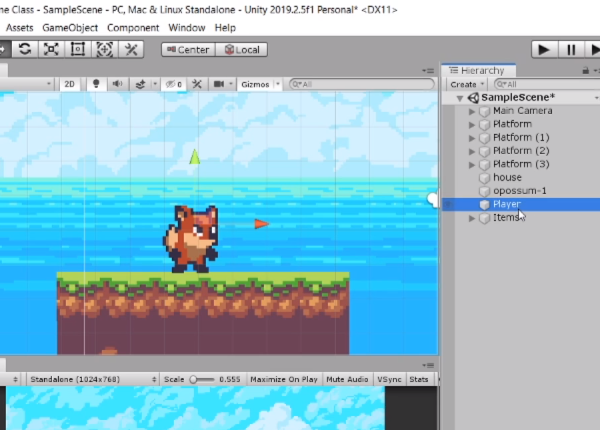 ne Class - SampleScene - PC, Mac & Linux Standalone - Unity 2019.2.5f1 Personal* <DX11>
Assets GameObject Component Window Help
Center Local
2D 0 Gizmos All
Hierarchy
Create All
SampleScene*
Main Camera
Platform
Platform (1)
Platform (2)
Platform (3)
house
opossum-1
Player
Items
Standalone (1024x768) Scale 0.555 Maximize On Play Mute Audio VSync Stats